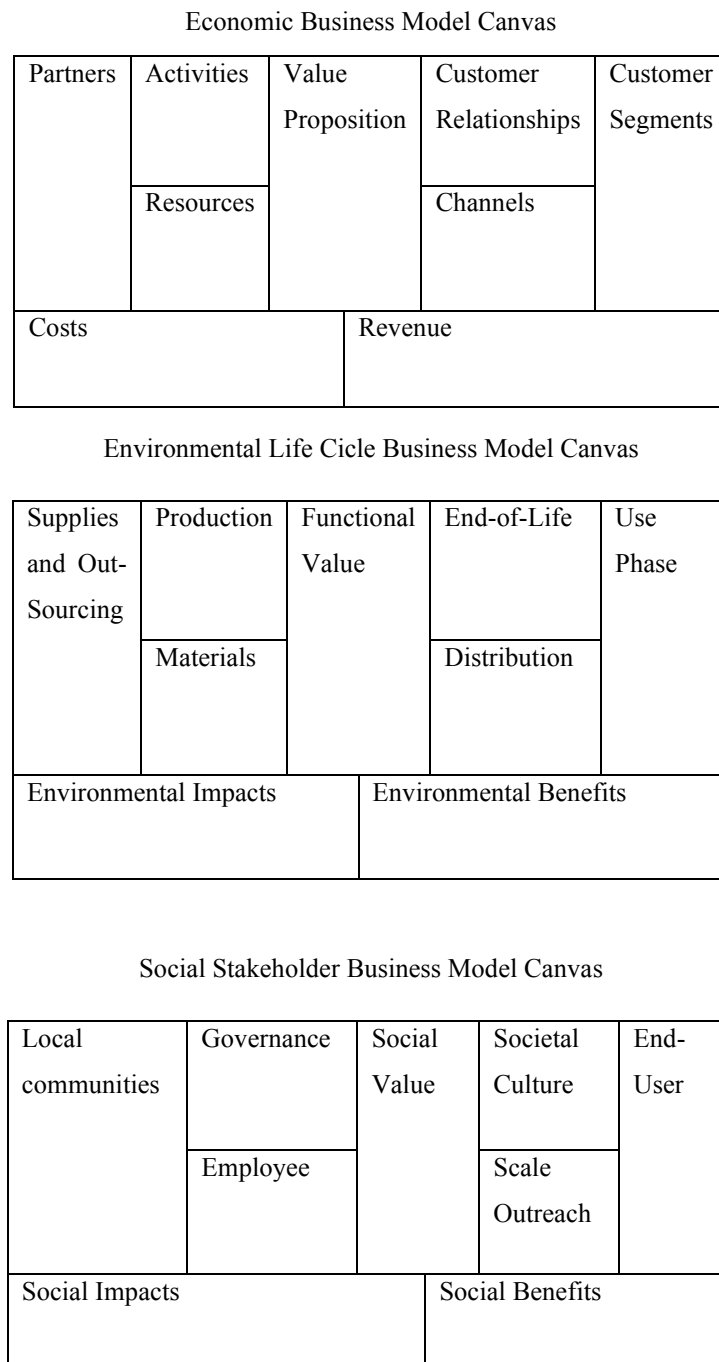 Economic Business Model Canvas
Partners
Activities
Value
Proposition
Customer
Relationships
Customer
Segments
Resources
Channels
Costs
Revenue
Environmental Life Cicle Business Model Canvas
Supplies
and Out-
Sourcing
Production
Functional
Value
End-of-Life
Use
Phase
Materials
Distribution
Environmental Impacts
Environmental Benefits
Social Stakeholder Business Model Canvas
Local
communities
Governance
Social
Value
Societal
Culture
End-
User
Employee
Scale
Outreach
Social Impacts
Social Benefits